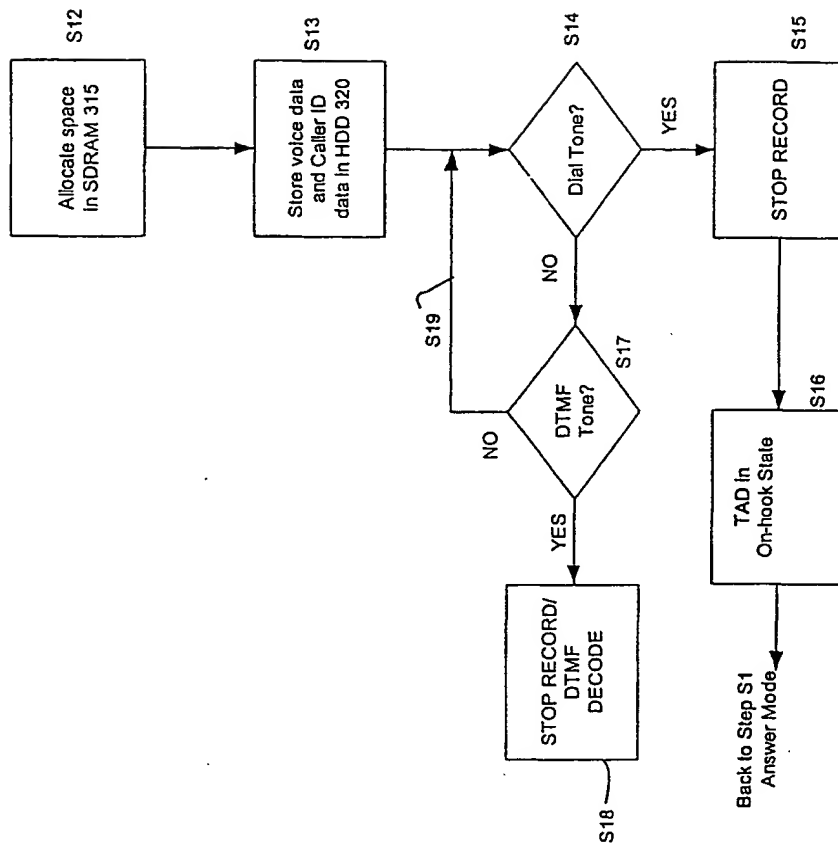 S12
Allocate space
in SDRAM 315
S13
Store voice data
and Caller ID
data in HDD 320
S14
Dial Tone?
YES
NO
S19
S17
DTMF
Tone?
NO
YES
S15
STOP RECORD
S16
TAD in
On-hook State
STOP RECORD/
DTMF
DECODE
S18
Back to Step S1
Answer Mode